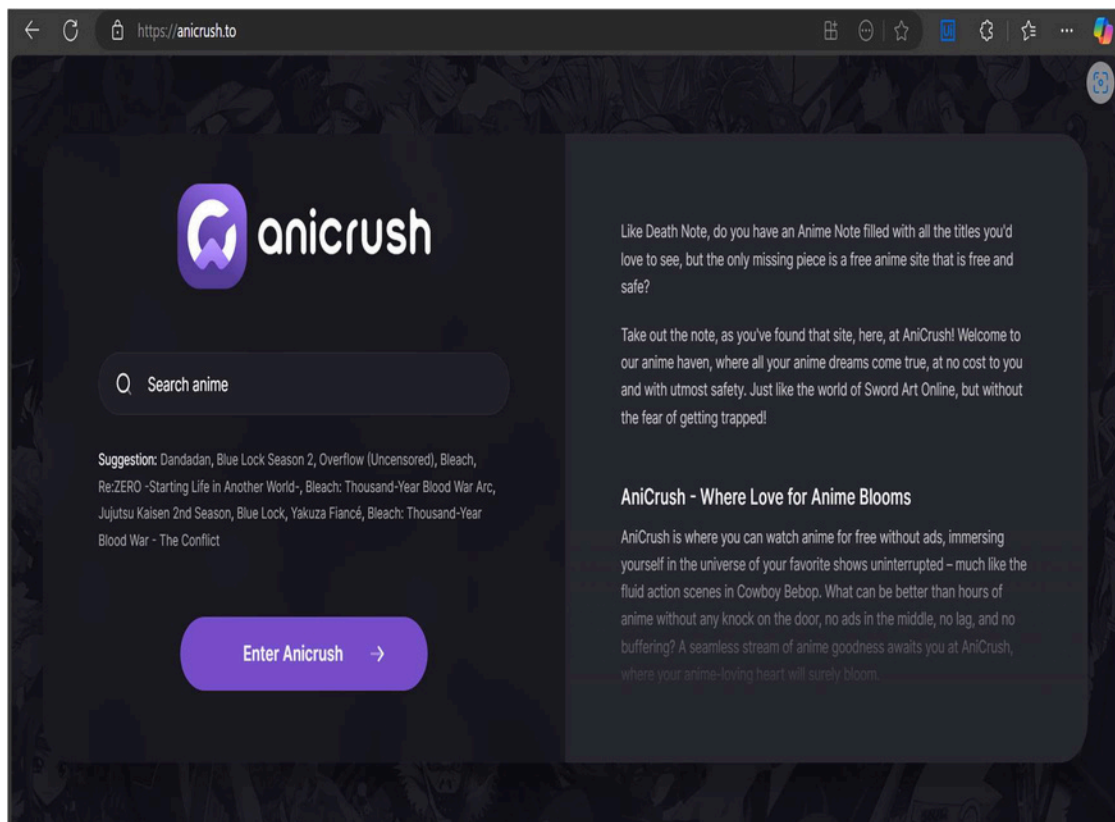 https://anicrush.to
anicrush
Search anime
Suggestion: Dandadan, Blue Lock Season 2, Overflow (Uncensored), Bleach,
Re:ZERO -Starting Life in Another World-, Bleach: Thousand-Year Blood War Arc,
Jujutsu Kaisen 2nd Season, Blue Lock, Yakuza Fiancé, Bleach: Thousand-Year
Blood War - The Conflict
Enter Anicrush
Like Death Note, do you have an Anime Note filled with all the titles you'd
love to see, but the only missing piece is a free anime site that is free and
safe?
Take out the note, as you've found that site, here, at AniCrush! Welcome to
our anime haven, where all your anime dreams come true, at no cost to you
and with utmost safety. Just like the world of Sword Art Online, but without
the fear of getting trapped!
AniCrush - Where Love for Anime Blooms
AniCrush is where you can watch anime for free without ads, immersing
yourself in the universe of your favorite shows uninterrupted – much like the
fluid action scenes in Cowboy Bebop. What can be better than hours of
anime without any knock on the door, no ads in the middle, no lag, and no
buffering? A seamless stream of anime goodness awaits you at AniCrush,
where your anime-loving heart will surely bloom.